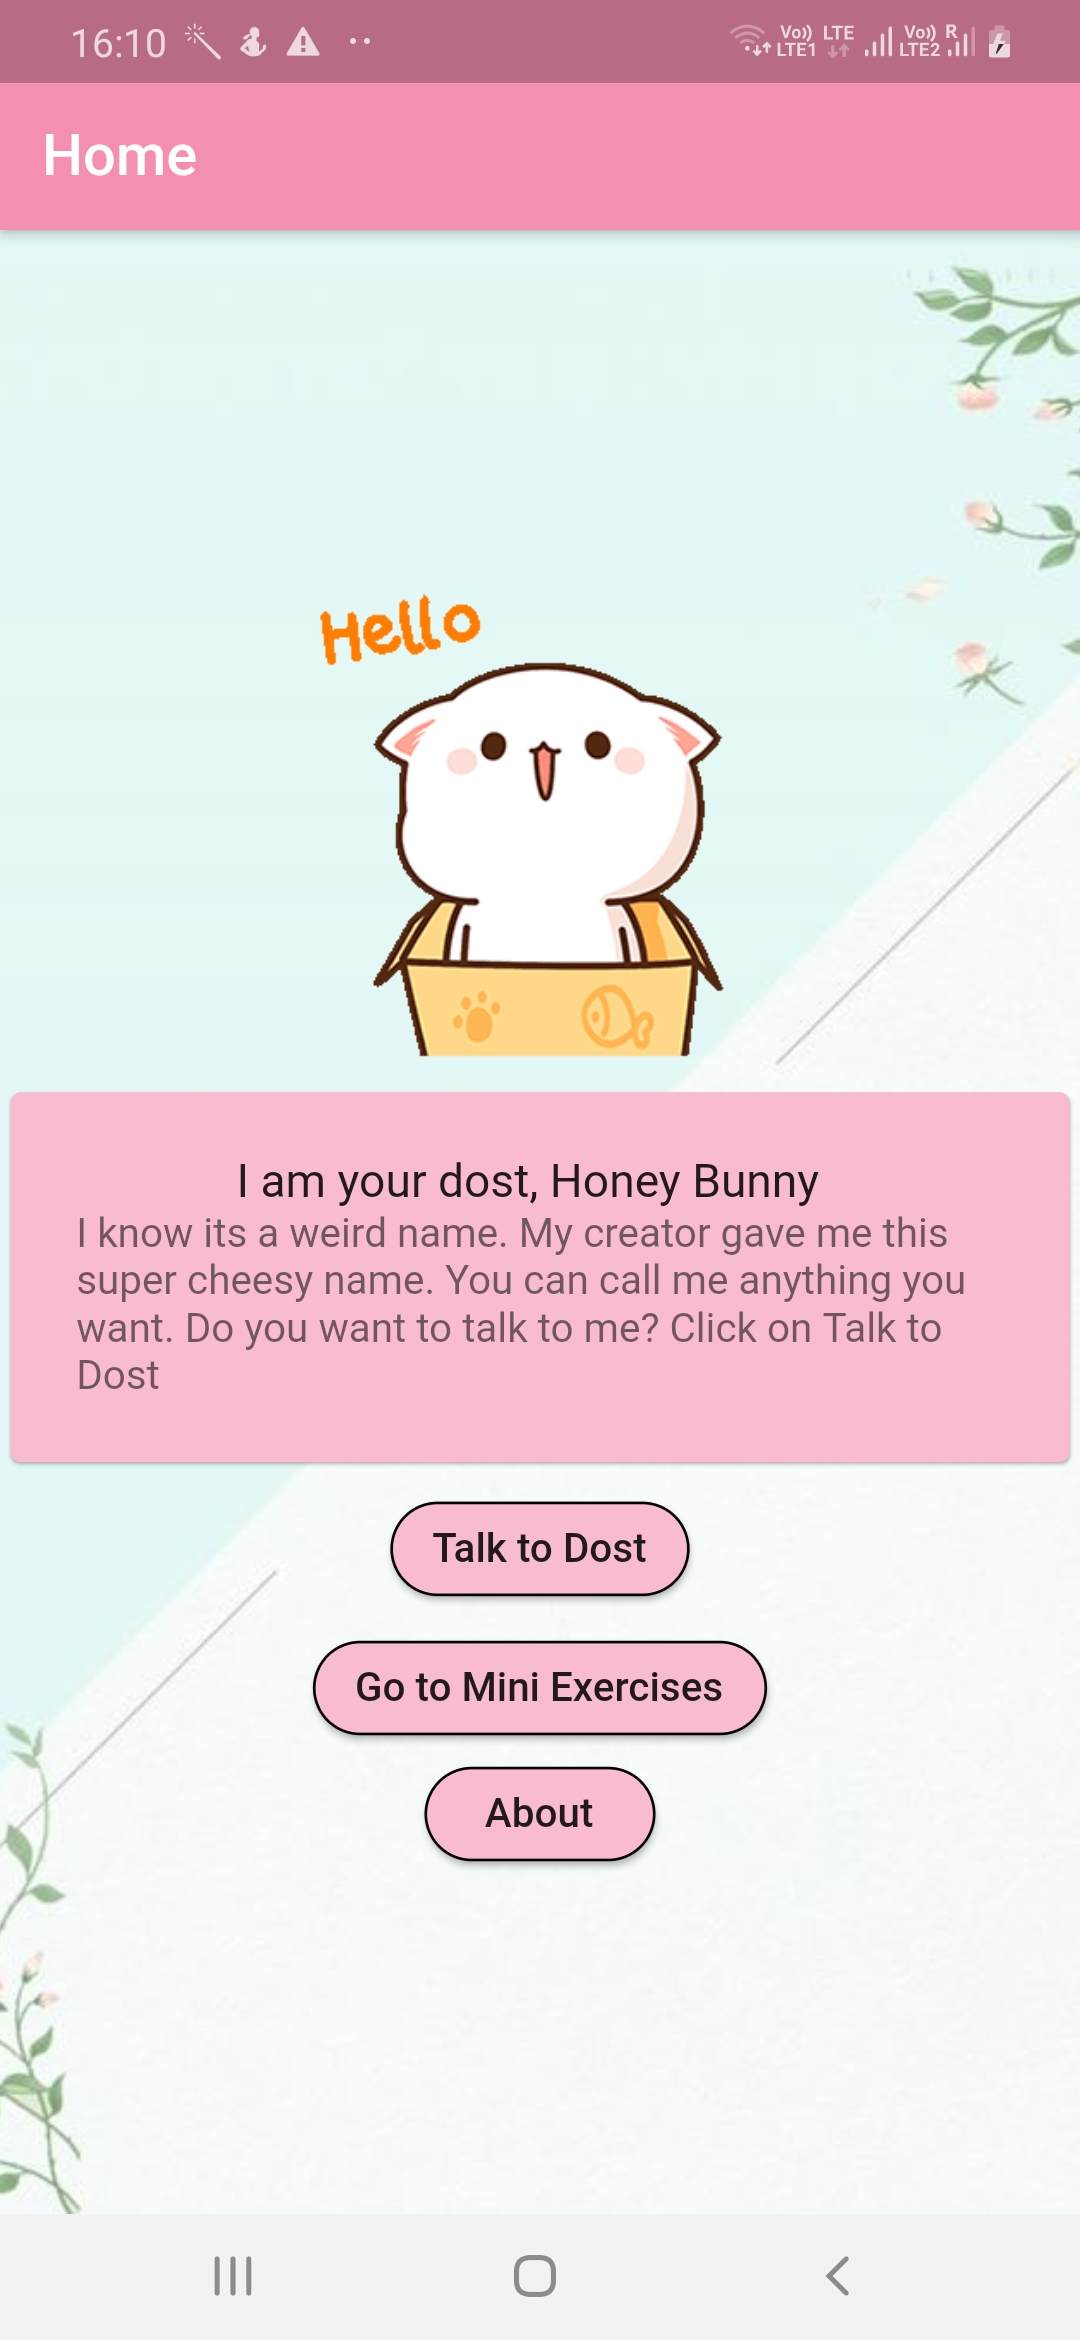 16:10
Vo)) LTE Vo)) R
LTE1 LTE2
Home
Hello
I am your dost, Honey Bunny
I know its a weird name. My creator gave me this
super cheesy name. You can call me anything you
want. Do you want to talk to me? Click on Talk to
Dost
Talk to Dost
Go to Mini Exercises
About